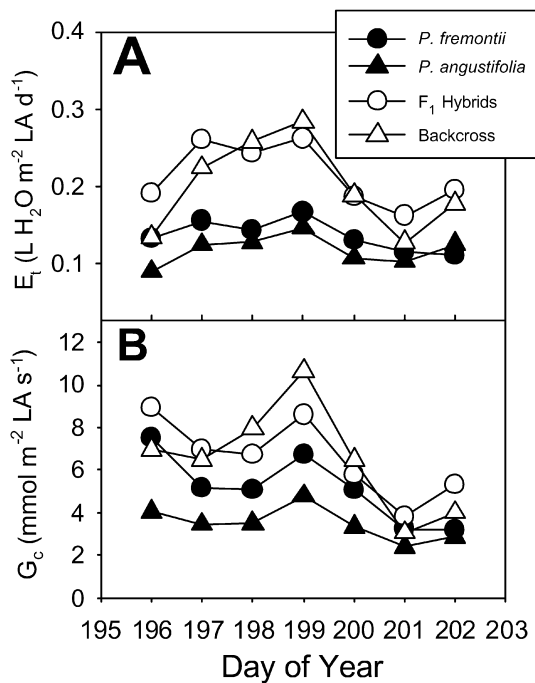 A
P. fremontii
P. angustifolia
F1 Hybrids
Backcross
0.4
0.3
0.2
0.1
Et (L H2O m-2 LA d-1)
B
12
10
8
6
4
2
0
Gc (mmol m-2 LA s-1)
195 196 197 198 199 200 201 202 203
Day of Year